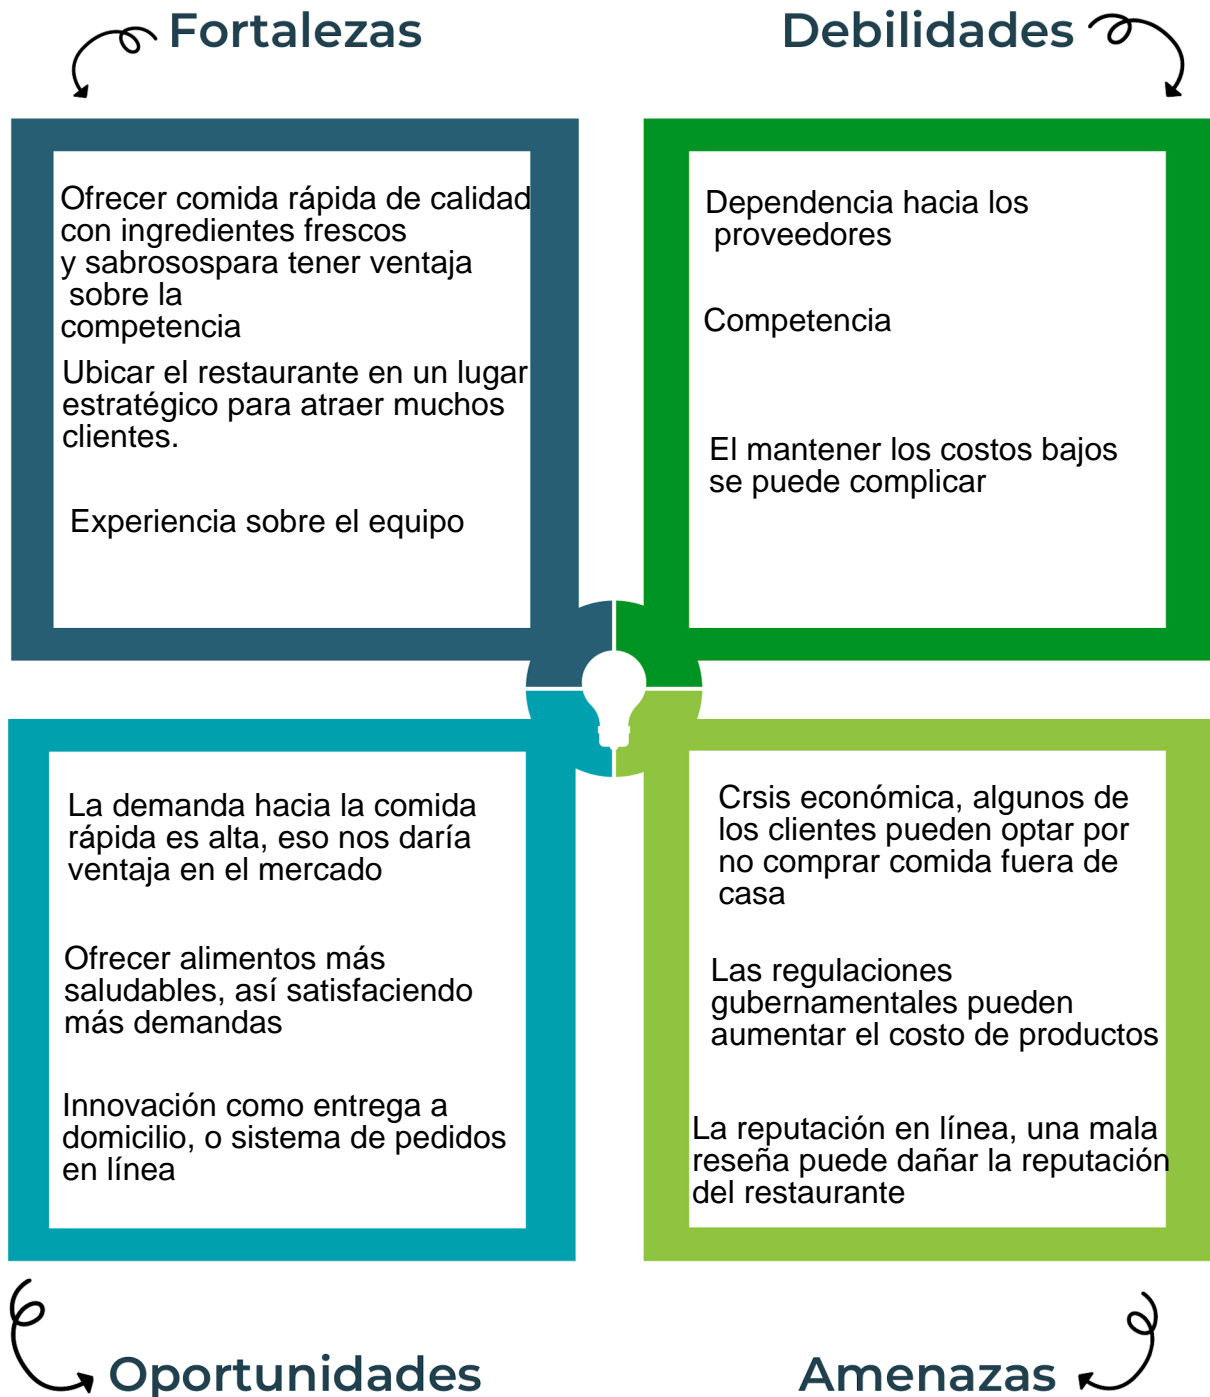 Fortalezas
Ofrecer comida rápida de calidad
con ingredientes frescos
y sabrosospara tener ventaja
sobre la
competencia
Ubicar el restaurante en un lugar
estratégico para atraer muchos
clientes.
Experiencia sobre el equipo
Debilidades
Dependencia hacia los
proveedores
Competencia
El mantener los costos bajos
se puede complicar
La demanda hacia la comida
rápida es alta, eso nos daría
ventaja en el mercado
Ofrecer alimentos más
saludables, así satisfaciendo
más demandas
Innovación como entrega a
domicilio, o sistema de pedidos
en línea
Oportunidades
Crsis económica, algunos de
los clientes pueden optar por
no comprar comida fuera de
casa
Las regulaciones
gubernamentales pueden
aumentar el costo de productos
La reputación en línea, una mala
reseña puede dañar la reputación
del restaurante
Amenazas